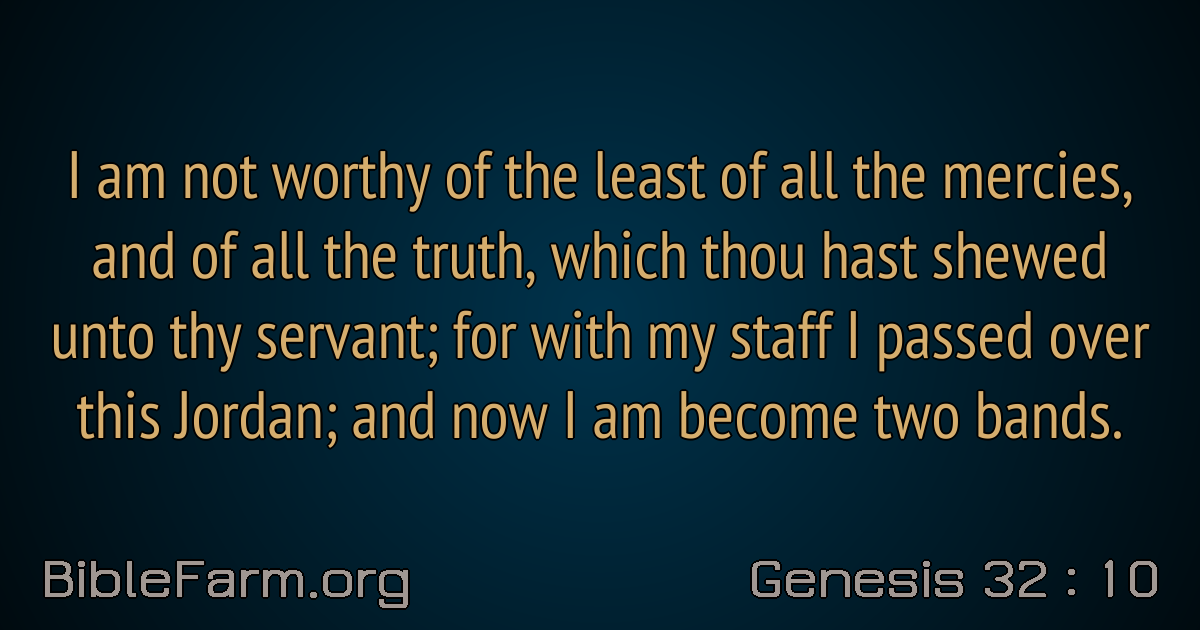 I am not worthy of the least of all the mercies,
and of all the truth, which thou hast shewed
unto thy servant; for with my staff I passed over
this Jordan; and now I am become two bands.
BibleFarm.org
Genesis 32 : 10